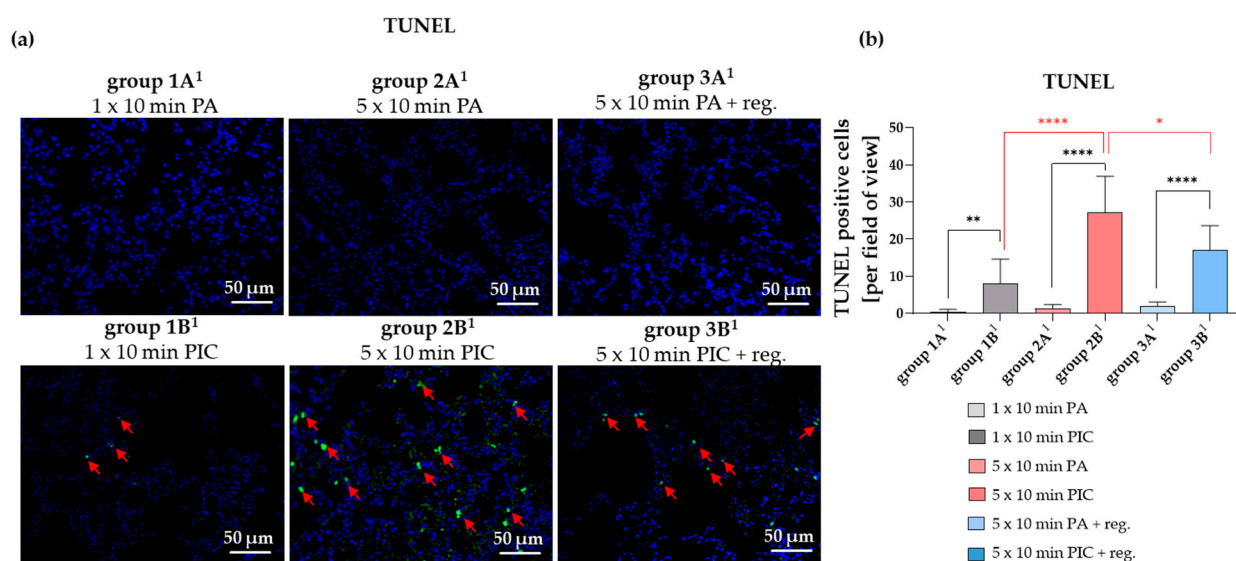 TUNEL
(a)
group 1A¹
1 x 10 min PA
group 2A¹
5 x 10 min PA
group 3A¹
5 x 10 min PA + reg.
50 µm
50 µm
50 µm
group 1B¹
1 x 10 min PIC
group 2B¹
5 x 10 min PIC
group 3B¹
5 x 10 min PIC + reg.
50 µm
50 µm
50 µm
(b)
TUNEL
TUNEL positive cells
[per field of view]
50
40
30
20
10
0
**
****
****
*
****
group 1A¹
group 1B¹
group 2A¹
group 2B¹
group 3A¹
group 3B¹
1 x 10 min PA
1 x 10 min PIC
5 x 10 min PA
5 x 10 min PIC
5 x 10 min PA + reg.
5 x 10 min PIC + reg.